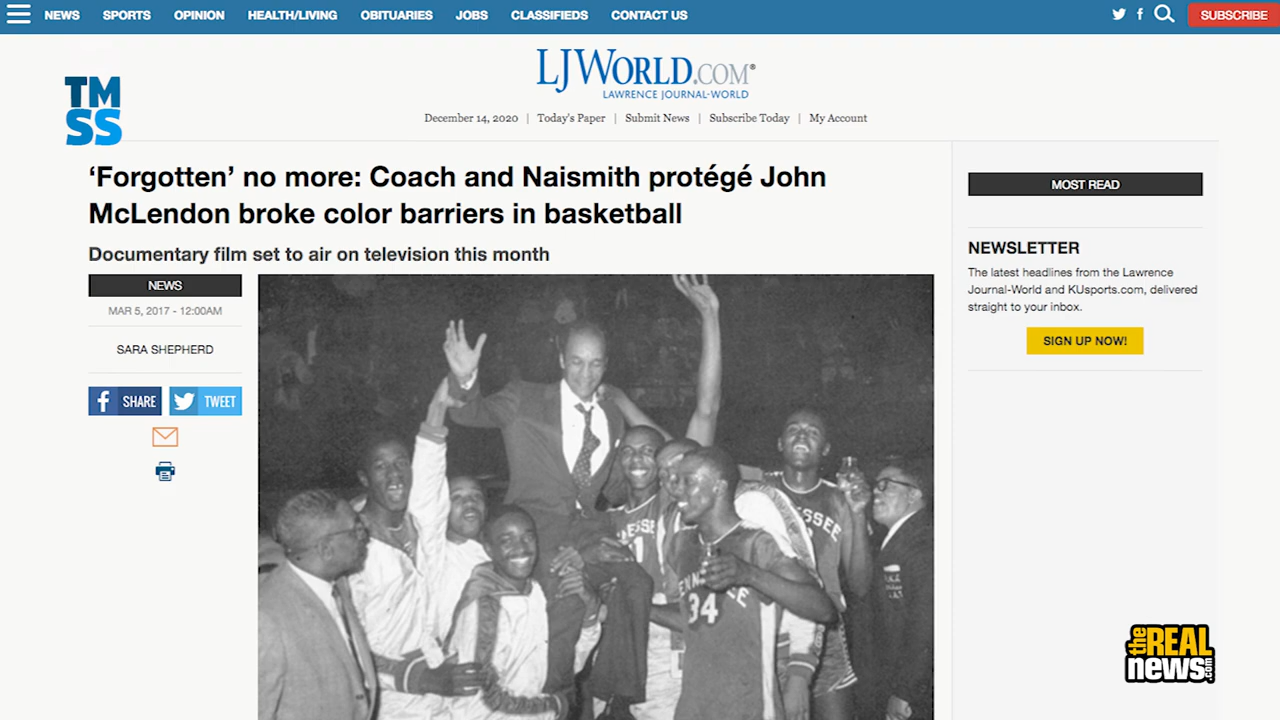 NEWS SPORTS OPINION HEALTH/LIVING OBITUARIES JOBS CLASSIFIEDS CONTACT US SUBSCRIBE
TM
SS
LJWORLD.COM®
LAWRENCE JOURNAL-WORLD
December 14, 2020 | Today's Paper | Submit News | Subscribe Today | My Account
‘Forgotten’ no more: Coach and Naismith protégé John
McLendon broke color barriers in basketball
Documentary film set to air on television this month
NEWS
MAR 5, 2017 - 12:00AM
SARA SHEPHERD
SHARE TWEET
MOST READ
NEWSLETTER
The latest headlines from the Lawrence
Journal-World and KUsports.com, delivered
straight to your inbox.
SIGN UP NOW!
34
the REAL
news.com